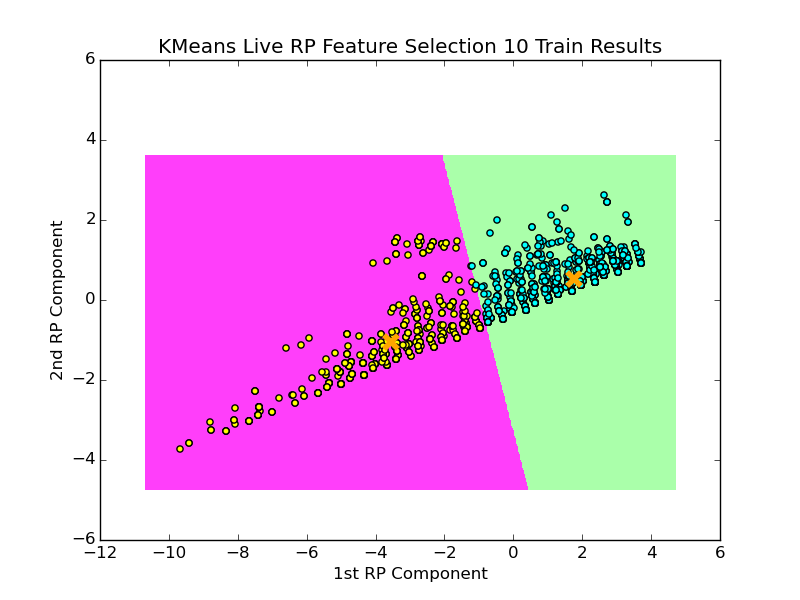 KMeans Live RP Feature Selection 10 Train Results
6
4
2
0
−2
−4
−6
2nd RP Component
−12 −10 −8 −6 −4 −2 0 2 4 6
1st RP Component